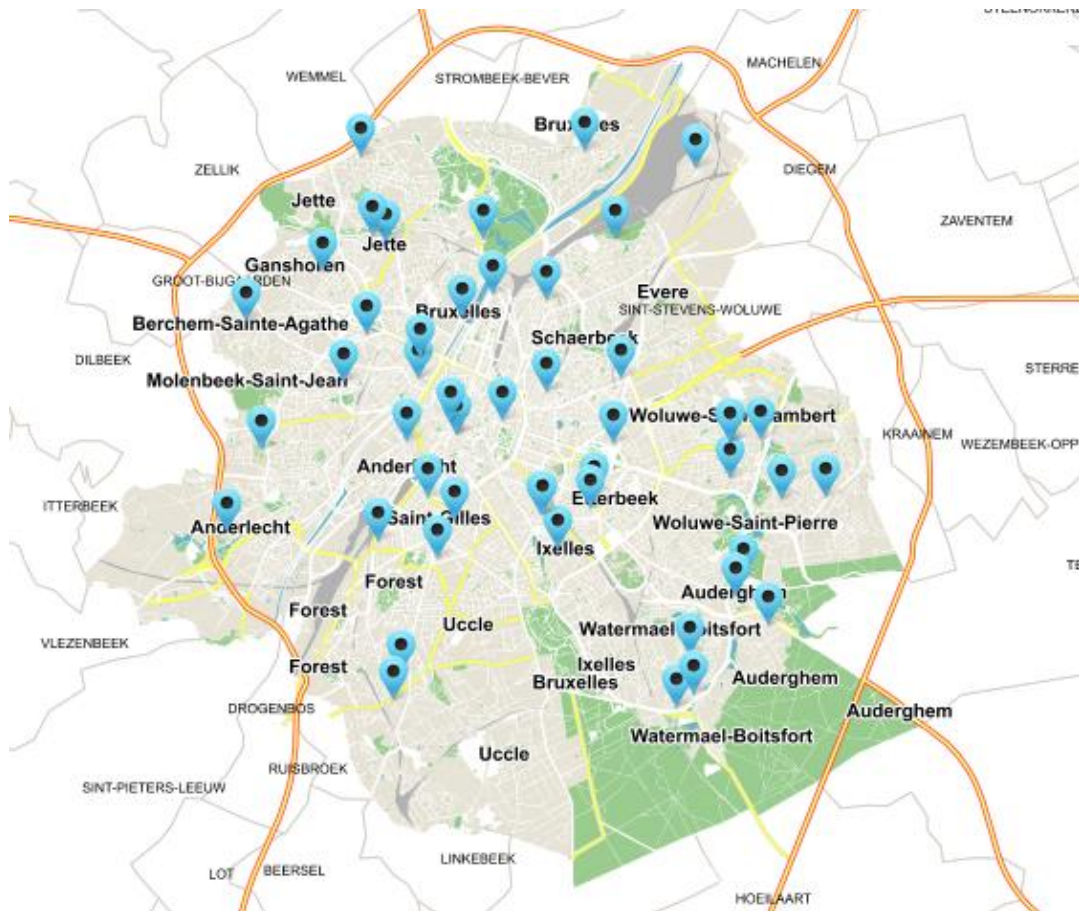 MACHELEN
WEMMEL
STROMBEEK-BEVER
Bruxelles
ZELLIK
DIEGEM
Jette
ZAVENTEM
Jette
Ganshoren
GROOT-BIJGAARDEN
Evere
Bruxelles
SINT-STEVENS-WOLUWE
Berchem-Sainte-Agathe
Schaerbeek
DILBEEK
STERRE
Molenbeek-Saint-Jean
Woluwe-Saint-Lambert
KRAAINEM
WEZEMBEEK-OPP
Anderlecht
Etterbeek
ITTERBEEK
Saint-Gilles
Woluwe-Saint-Pierre
Anderlecht
Ixelles
TE
Forest
Auderghem
Forest
Uccle
Watermael-Boitsfort
VLEZENBEEK
Forest
Ixelles
Auderghem
Bruxelles
DROGENBOS
Auderghem
Watermael-Boitsfort
Uccle
RUISBROEK
SINT-PIETERS-LEEUW
LINKEBEEK
LOT
BEERSEL
HOEILAART